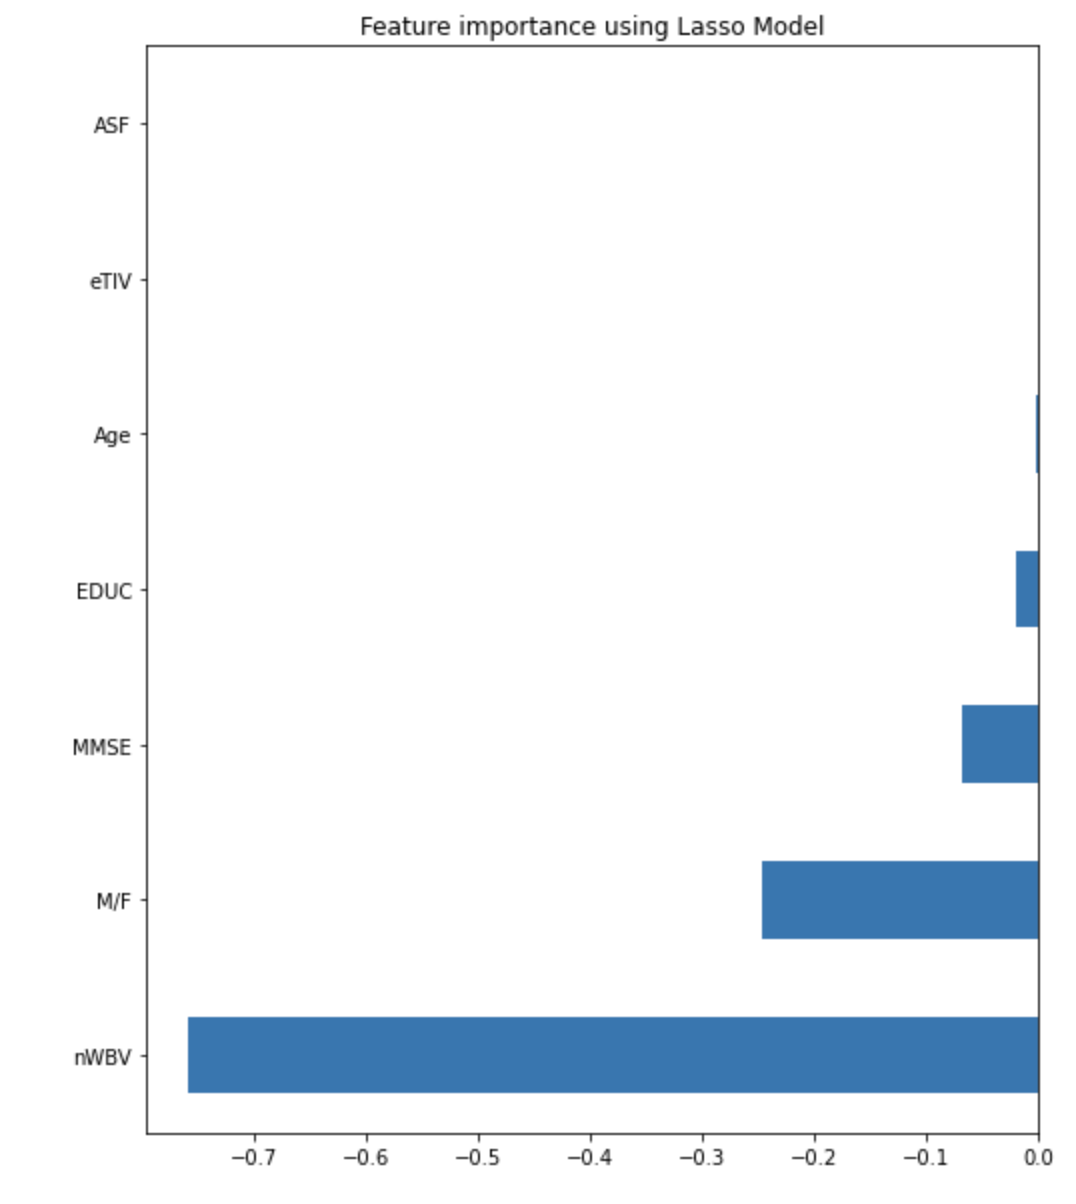 Feature importance using Lasso Model
ASF
eTIV
Age
EDUC
MMSE
M/F
nWBV
−0.7 −0.6 −0.5 −0.4 −0.3 −0.2 −0.1 0.0